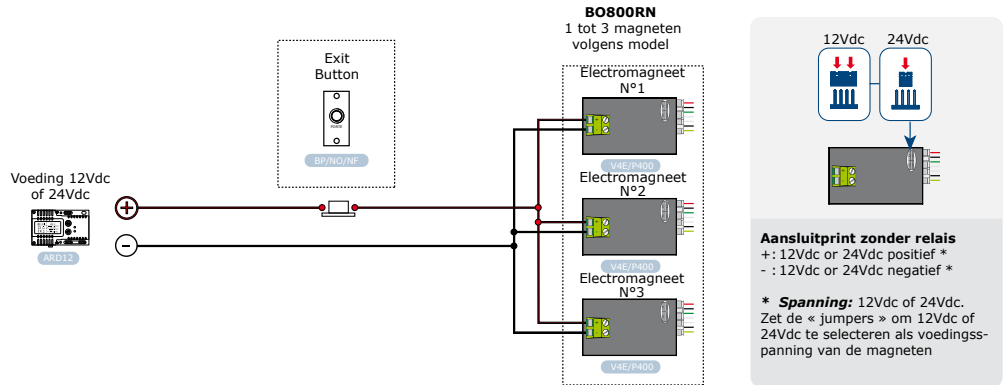 BO800RN
1 tot 3 magneten
volgens model
Exit
Button
PORTE
BP/NO/NF
Voeding 12Vdc
of 24Vdc
+
-
ARD12
Electromagneet
N°1
+ -
V4E/P400
Electromagneet
N°2
+ -
V4E/P400
Electromagneet
N°3
+ -
V4E/P400
12Vdc 24Vdc
+ -
Aansluitprint zonder relais
+: 12Vdc or 24Vdc positief *
- : 12Vdc or 24Vdc negatief *
* Spanning: 12Vdc of 24Vdc.
Zet de « jumpers » om 12Vdc of
24Vdc te selecteren als voedings-
spanning van de magneten